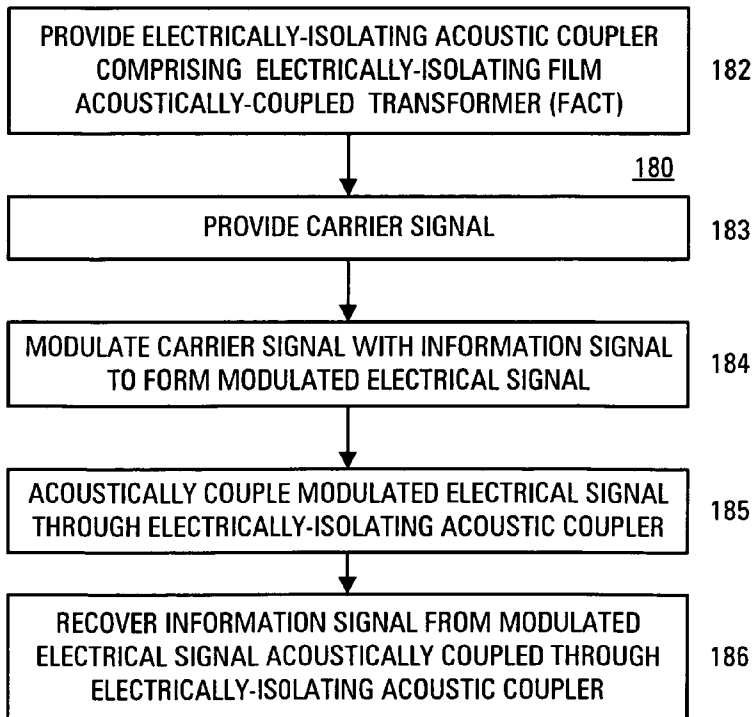 PROVIDE ELECTRICALLY-ISOLATING ACOUSTIC COUPLER
COMPRISING ELECTRICALLY-ISOLATING FILM
ACOUSTICALLY-COUPLED TRANSFORMER (FACT)
182
180
PROVIDE CARRIER SIGNAL
183
MODULATE CARRIER SIGNAL WITH INFORMATION SIGNAL
TO FORM MODULATED ELECTRICAL SIGNAL
184
ACOUSTICALLY COUPLE MODULATED ELECTRICAL SIGNAL
THROUGH ELECTRICALLY-ISOLATING ACOUSTIC COUPLER
185
RECOVER INFORMATION SIGNAL FROM MODULATED
ELECTRICAL SIGNAL ACOUSTICALLY COUPLED THROUGH
ELECTRICALLY-ISOLATING ACOUSTIC COUPLER
186